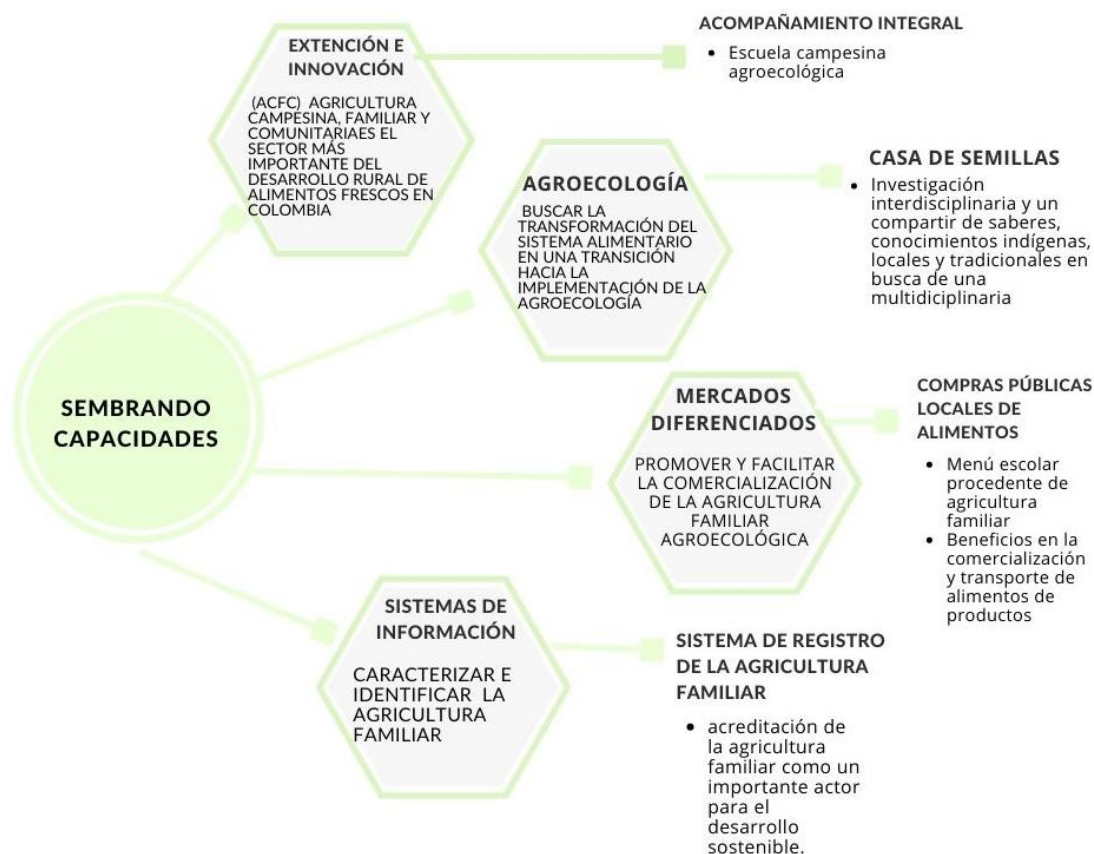 SEMBRANDO
CAPACIDADES
EXTENCIÓN E
INNOVACIÓN
(ACFC) AGRICULTURA
CAMPESINA, FAMILIAR Y
COMUNITARIAES EL
SECTOR MÁS
IMPORTANTE DEL
DESARROLLO RURAL DE
ALIMENTOS FRESCOS EN
COLOMBIA
ACOMPAÑAMIENTO INTEGRAL
• Escuela campesina
agroecológica
AGROECOLOGÍA
BUSCAR LA
TRANSFORMACIÓN DEL
SISTEMA ALIMENTARIO
EN UNA TRANSICIÓN
HACIA LA
IMPLEMENTACIÓN DE LA
AGROECOLOGÍA
CASA DE SEMILLAS
• Investigación
interdisciplinaria y un
compartir de saberes,
conocimientos indígenas,
locales y tradicionales en
busca de una
multidiciplinaria
MERCADOS
DIFERENCIADOS
PROMOVER Y FACILITAR
LA COMERCIALIZACIÓN
DE LA AGRICULTURA
FAMILIAR
AGROECOLÓGICA
COMPRAS PÚBLICAS
LOCALES DE
ALIMENTOS
• Menú escolar
procedente de
agricultura
familiar
• Beneficios en la
comercialización
y transporte de
alimentos de
productos
SISTEMAS DE
INFORMACIÓN
CARACTERIZAR E
IDENTIFICAR LA
AGRICULTURA
FAMILIAR
SISTEMA DE REGISTRO
DE LA AGRICULTURA
FAMILIAR
• acreditación de
la agricultura
familiar como un
importante actor
para el
desarrollo
sostenible.